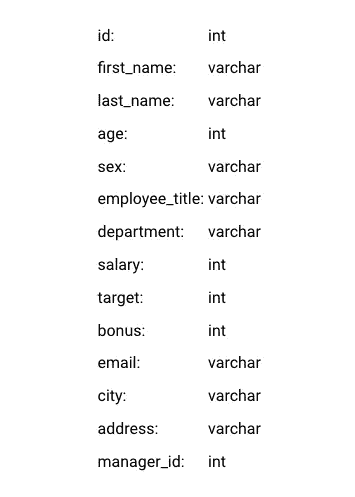 id: int
first_name: varchar
last_name: varchar
age: int
sex: varchar
employee_title: varchar
department: varchar
salary: int
target: int
bonus: int
email: varchar
city: varchar
address: varchar
manager_id: int